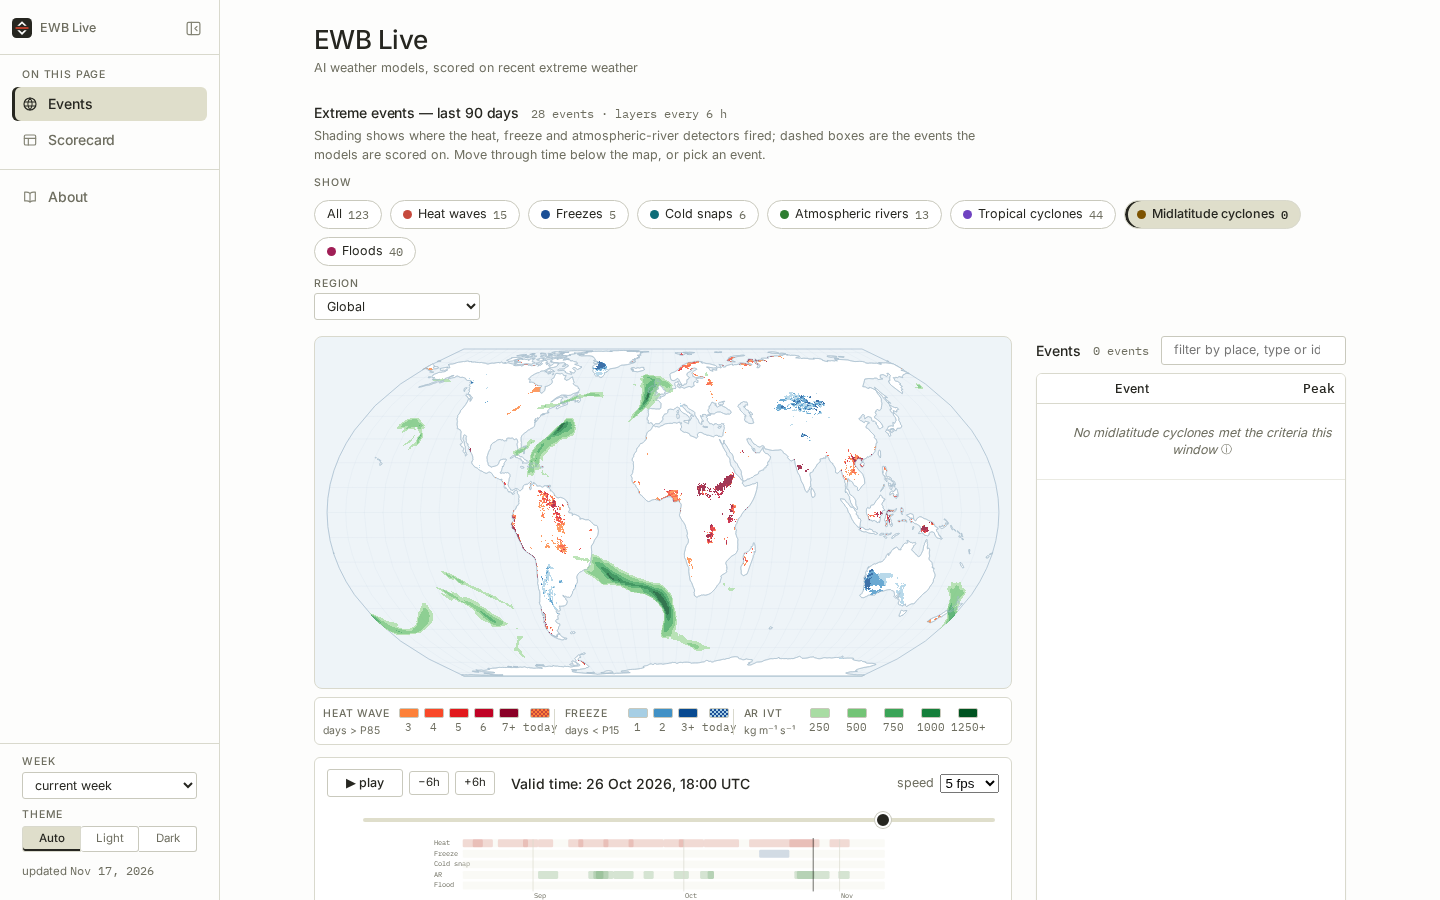 EWB Live
ON THIS PAGE
Events
Scorecard
About
WEEK
current week
THEME
Auto Light Dark
updated Nov 17, 2026
EWB Live
AI weather models, scored on recent extreme weather
Extreme events — last 90 days 28 events · layers every 6 h
Shading shows where the heat, freeze and atmospheric-river detectors fired; dashed boxes are the events the
models are scored on. Move through time below the map, or pick an event.
SHOW
All 123 Heat waves 15 Freezes 5 Cold snaps 6 Atmospheric rivers 13 Tropical cyclones 44 Midlatitude cyclones 0
Floods 40
REGION
Global
Events 0 events filter by place, type or id
Event Peak
No midlatitude cyclones met the criteria this
window ⓘ
HEAT WAVE
days > P85
3 4 5 6 7+ today
FREEZE
days < P15
1 2 3+ today
AR IVT
kg m⁻¹ s⁻¹
250 500 750 1000 1250+
▶ play −6h +6h Valid time: 26 Oct 2026, 18:00 UTC speed 5 fps
Heat
Freeze
Cold snap
AR
Flood
Sep Oct Nov